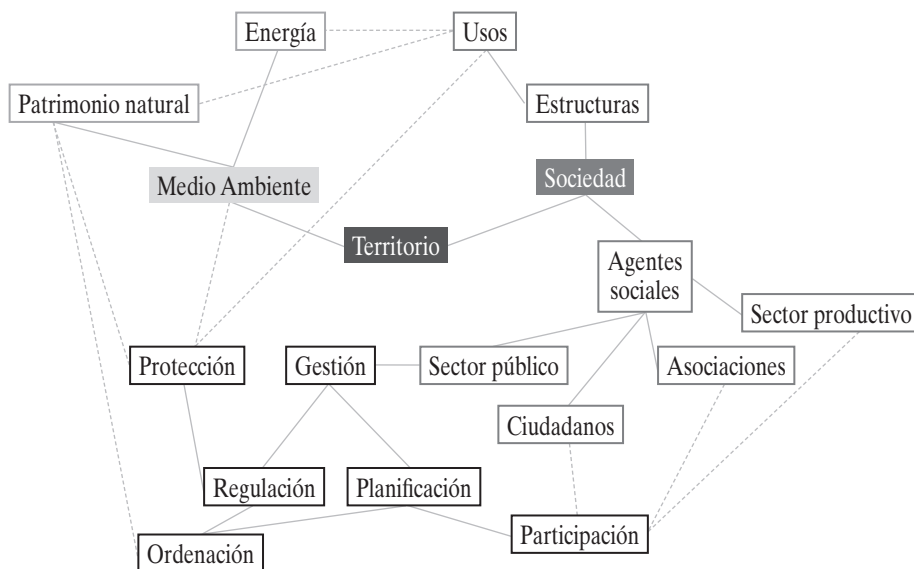 Energía
Usos
Patrimonio natural
Estructuras
Medio Ambiente
Sociedad
Territorio
Agentes
sociales
Sector productivo
Protección
Gestión
Sector público
Asociaciones
Ciudadanos
Regulación
Planificación
Participación
Ordenación